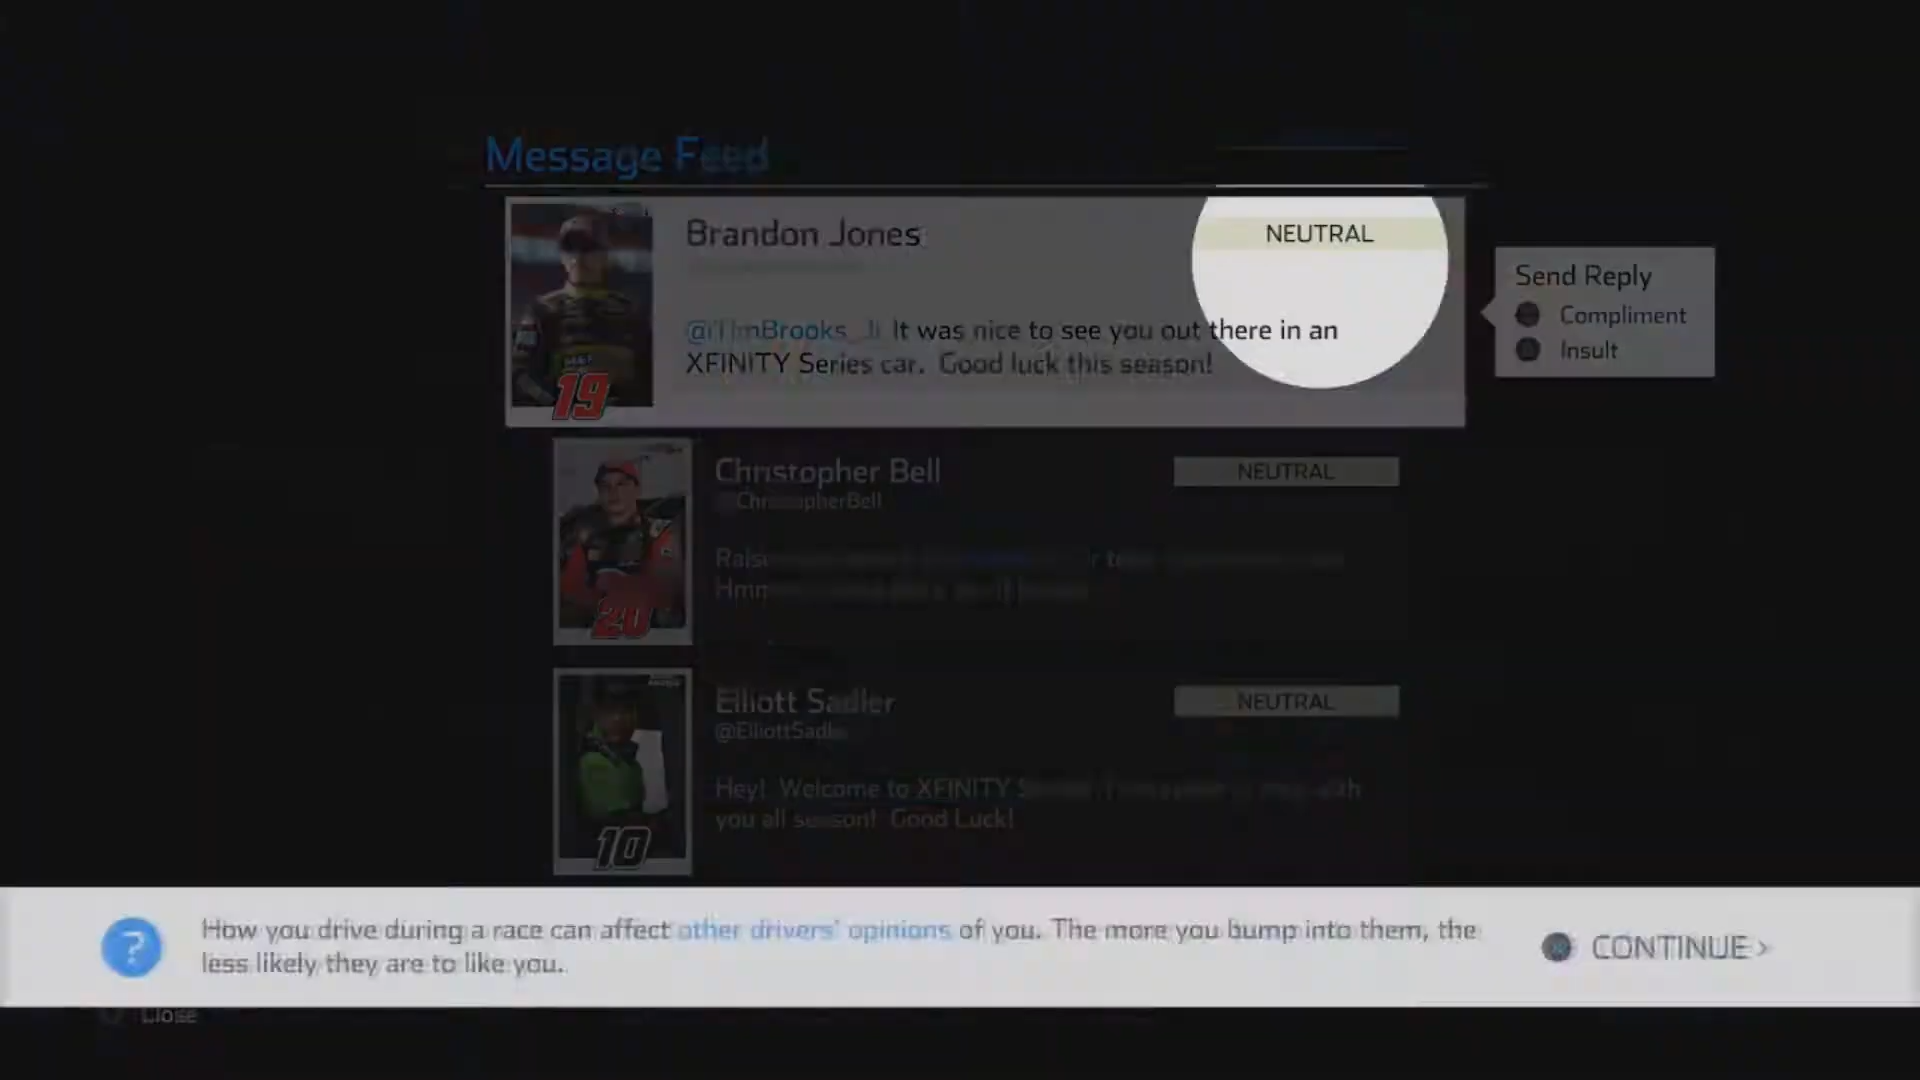 Message Feed
Brandon Jones
NEUTRAL
It was nice to see you out there in an
XFINITY Series car. Good luck this season!
19
Send Reply
Compliment
Insult
Christopher Bell
NEUTRAL
@ChristopherBell
20
Elliott Sadler
NEUTRAL
Hey! Welcome to XFINITY
you all season! Good Luck!
10
? How you drive during a race can affect other drivers' opinions of you. The more you bump into them, the
less likely they are to like you.
CONTINUE >
Close